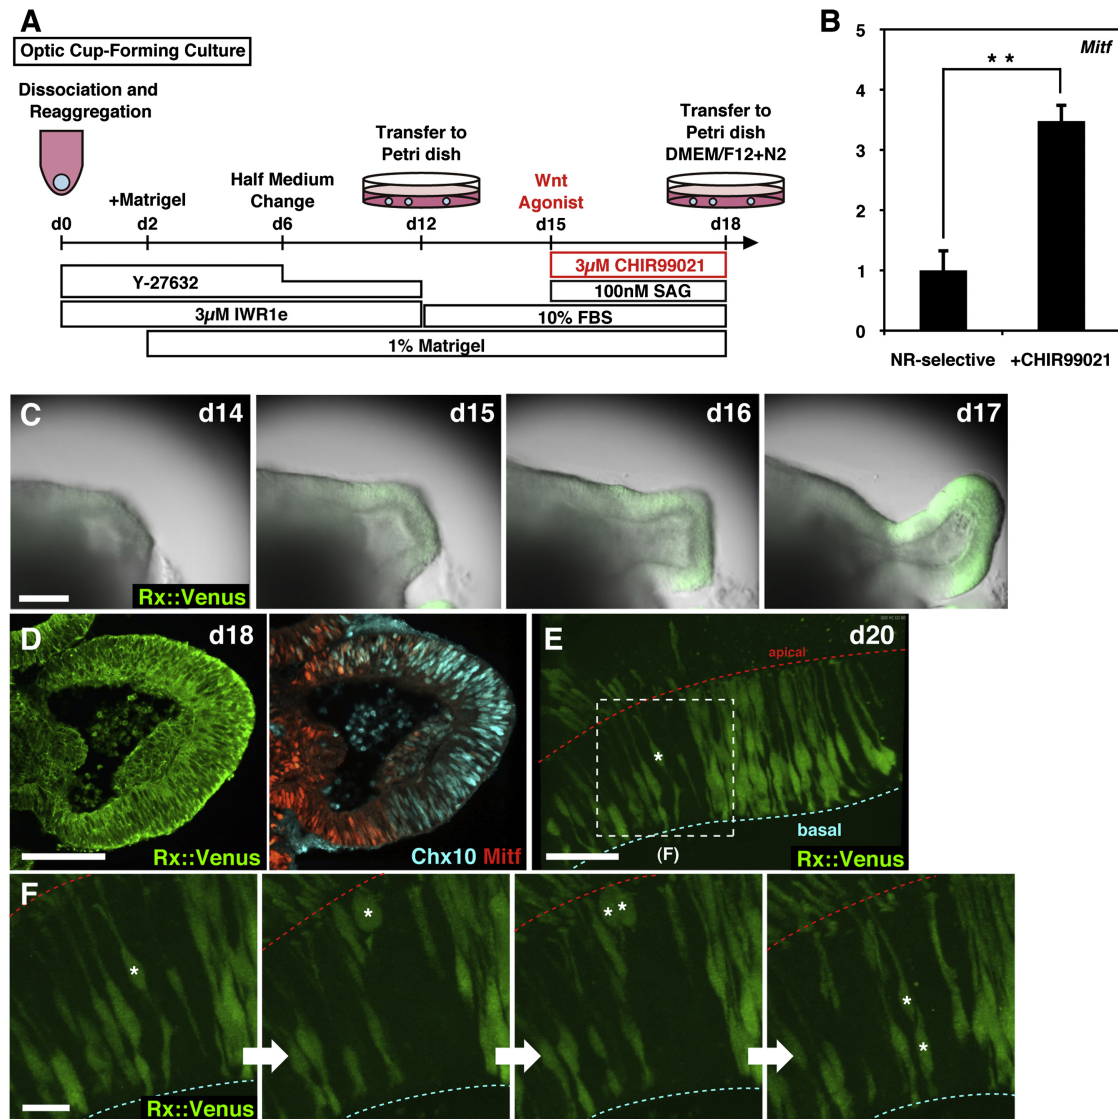 A
Optic Cup-Forming Culture
Dissociation and
Reaggregation
+Matrigel
Half Medium
Change
Transfer to
Petri dish
Wnt
Agonist
Transfer to
Petri dish
DMEM/F12+N2
d0
d2
d6
d12
d15
d18
3µM CHIR99021
Y-27632
100nM SAG
3µM IWR1e
10% FBS
1% Matrigel
B
5
4
3
2
1
0
Mitf
* *
NR-selective
+CHIR99021
C
d14
Rx::Venus
d15
d16
d17
D
d18
Rx::Venus
Chx10 Mitf
E
d20
apical
*
basal
(F)
Rx::Venus
F
*
Rx::Venus
*
* *
*
*